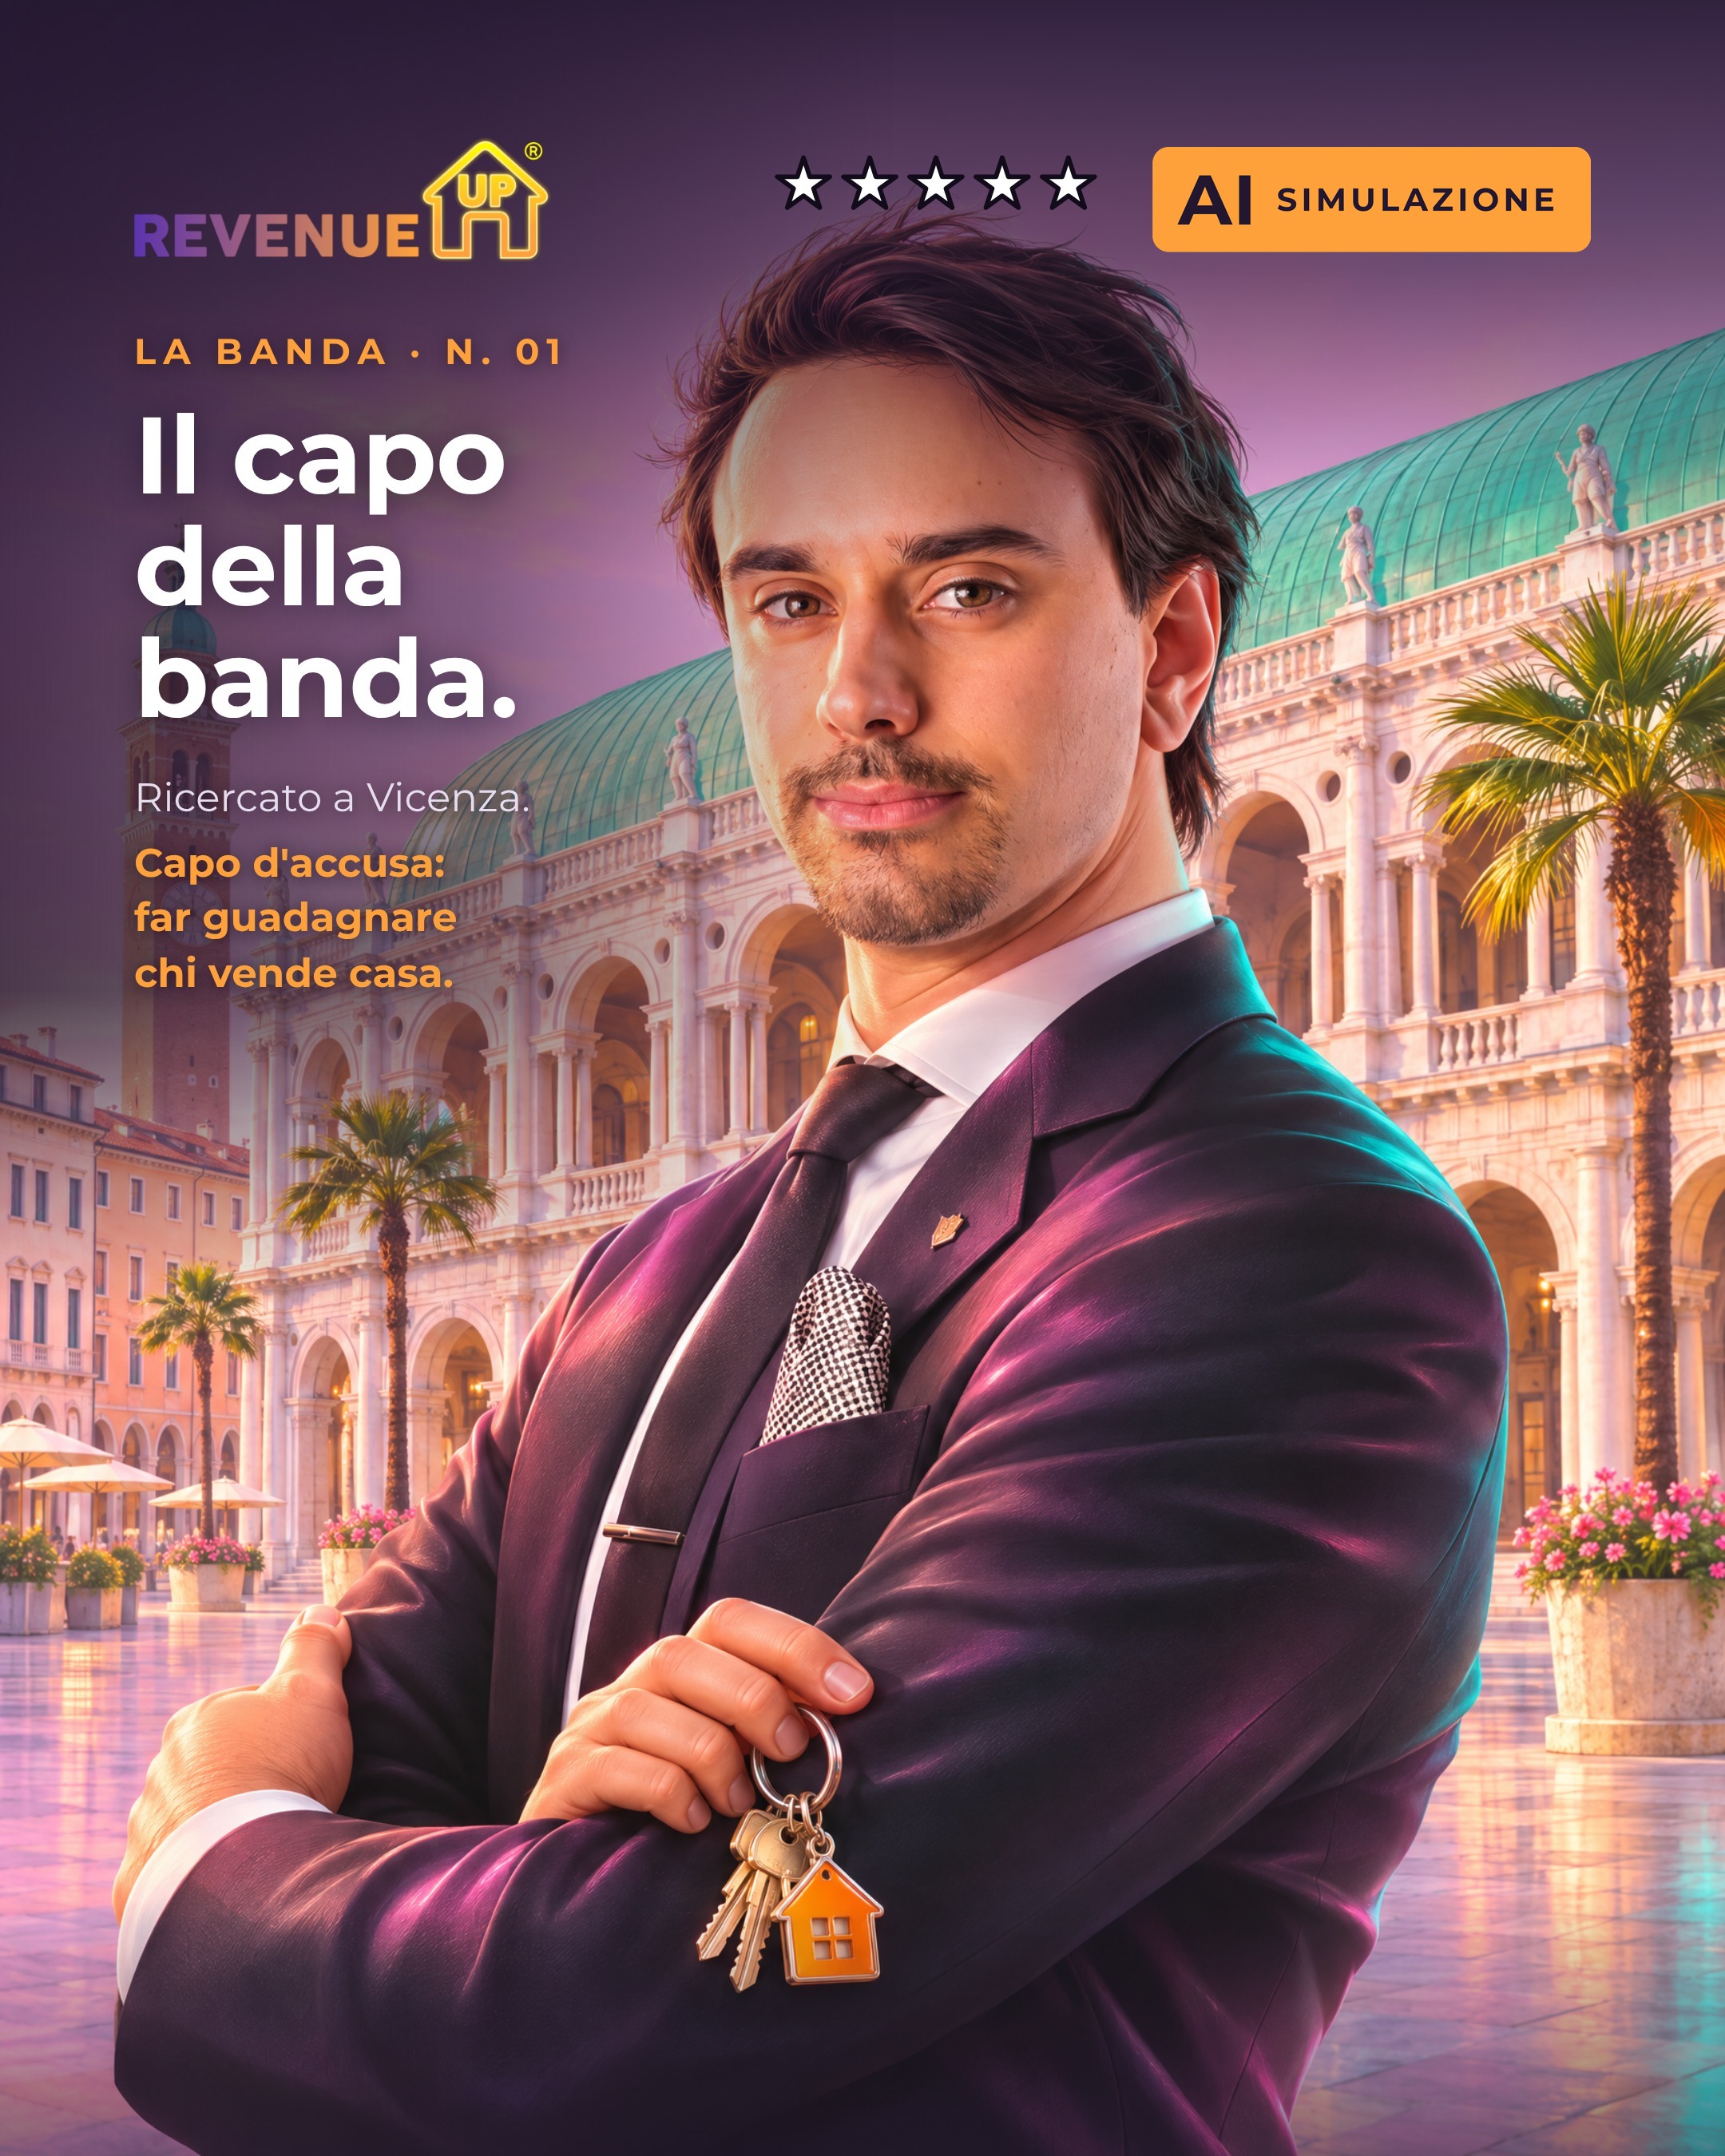 REVENUE UP ®
AI SIMULAZIONE
LA BANDA · N. 01
Il capo
della
banda.
Ricercato a Vicenza.
Capo d'accusa:
far guadagnare
chi vende casa.